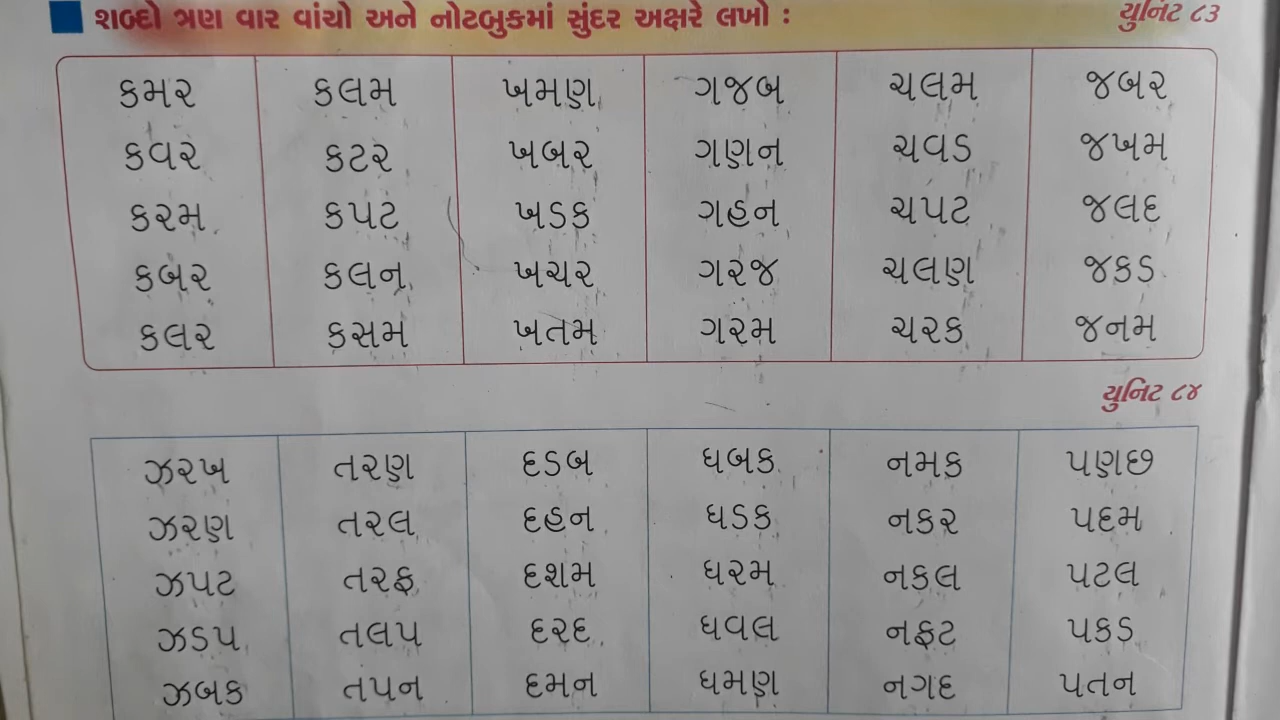 શબ્દો ત્રણ વાર વાંચો અને નોટબુકમાં સુંદર અક્ષરે લખો :
યુનિટ ૮૩
કમર કલમ ખમણ ગજબ ચલમ જબર
કવર કટર ખબર ગણન ચવડ જખમ
કરમ કપટ ખડક ગહન ચપટ જલદ
કબર કલન ખચર ગરજ ચલણ જકડ
કલર કસમ ખતમ ગરમ ચરક જનમ
યુનિટ ૮૪
ઝરખ તરણ દડબ ધબક નમક પણછ
ઝરણ તરલ દહન ધડક નકર પદમ
ઝપટ તરફ દશમ ધરમ નકલ પટલ
ઝડપ તલપ દરદ ધવલ નફટ પકડ
ઝબક તપન દમન ધમણ નગદ પતન